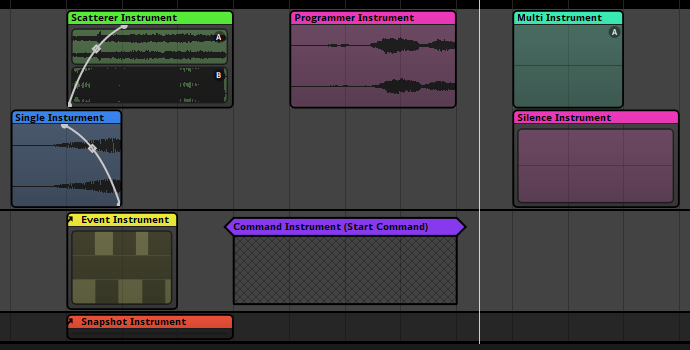 Scatterer Instrument
A
B
Programmer Instrument
Multi Instrument
A
Single Insturment
Silence Instrument
Event Instrument
Command Instrument (Start Command)
Snapshot Instrument